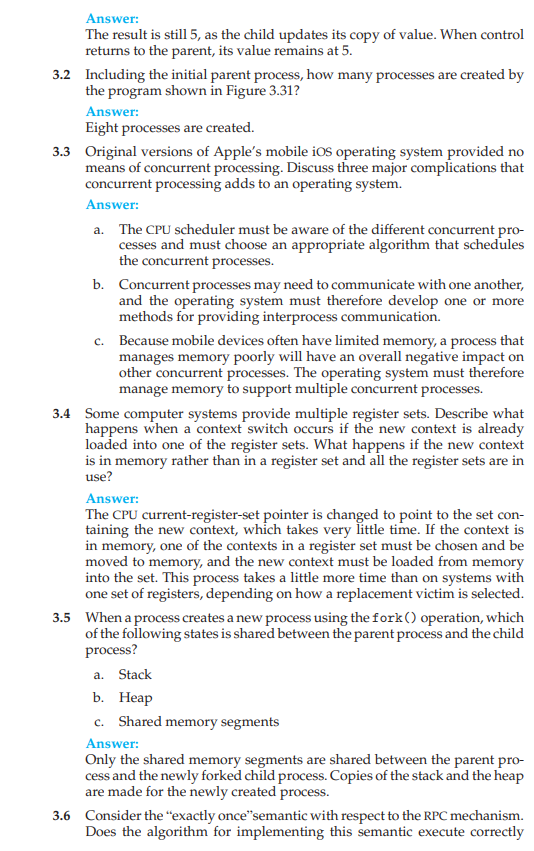 Answer:
The result is still 5, as the child updates its copy of value. When control
returns to the parent, its value remains at 5.
3.2 Including the initial parent process, how many processes are created by
the program shown in Figure 3.31?
Answer:
Eight processes are created.
3.3 Original versions of Apple's mobile iOS operating system provided no
means of concurrent processing. Discuss three major complications that
concurrent processing adds to an operating system.
Answer:
a. The CPU scheduler must be aware of the different concurrent pro-
cesses and must choose an appropriate algorithm that schedules
the concurrent processes.
b. Concurrent processes may need to communicate with one another,
and the operating system must therefore develop one or more
methods for providing interprocess communication.
c. Because mobile devices often have limited memory, a process that
manages memory poorly will have an overall negative impact on
other concurrent processes. The operating system must therefore
manage memory to support multiple concurrent processes.
3.4 Some computer systems provide multiple register sets. Describe what
happens when a context switch occurs if the new context is already
loaded into one of the register sets. What happens if the new context
is in memory rather than in a register set and all the register sets are in
use?
Answer:
The CPU current-register-set pointer is changed to point to the set con-
taining the new context, which takes very little time. If the context is
in memory, one of the contexts in a register set must be chosen and be
moved to memory, and the new context must be loaded from memory
into the set. This process takes a little more time than on systems with
one set of registers, depending on how a replacement victim is selected.
3.5 When a process creates a new process using the fork() operation, which
of the following states is shared between the parent process and the child
process?
a. Stack
b. Heap
c. Shared memory segments
Answer:
Only the shared memory segments are shared between the parent pro-
cess and the newly forked child process. Copies of the stack and the heap
are made for the newly created process.
3.6 Consider the "exactly once"semantic with respect to the RPC mechanism.
Does the algorithm for implementing this semantic execute correctly